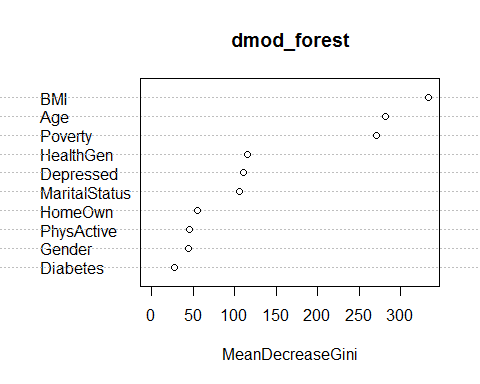 dmod_forest
BMI
Age
Poverty
HealthGen
Depressed
MaritalStatus
HomeOwn
PhysActive
Gender
Diabetes
0 50 100 150 200 250 300
MeanDecreaseGini